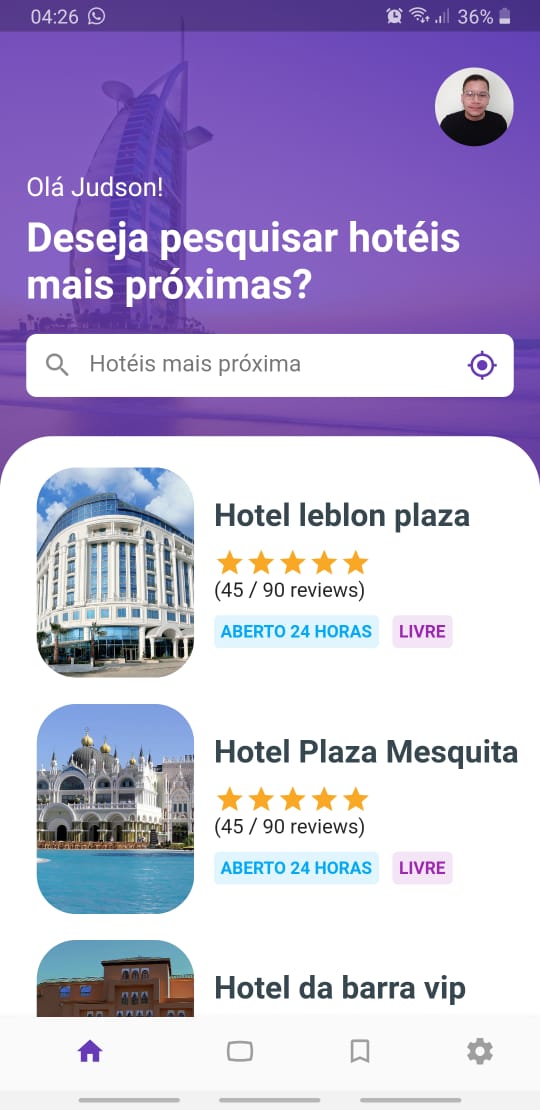 04:26
36%
Olá Judson!
Deseja pesquisar hotéis
mais próximas?
Hotéis mais próxima
Hotel leblon plaza
(45 / 90 reviews)
ABERTO 24 HORAS LIVRE
Hotel Plaza Mesquita
(45 / 90 reviews)
ABERTO 24 HORAS LIVRE
Hotel da barra vip